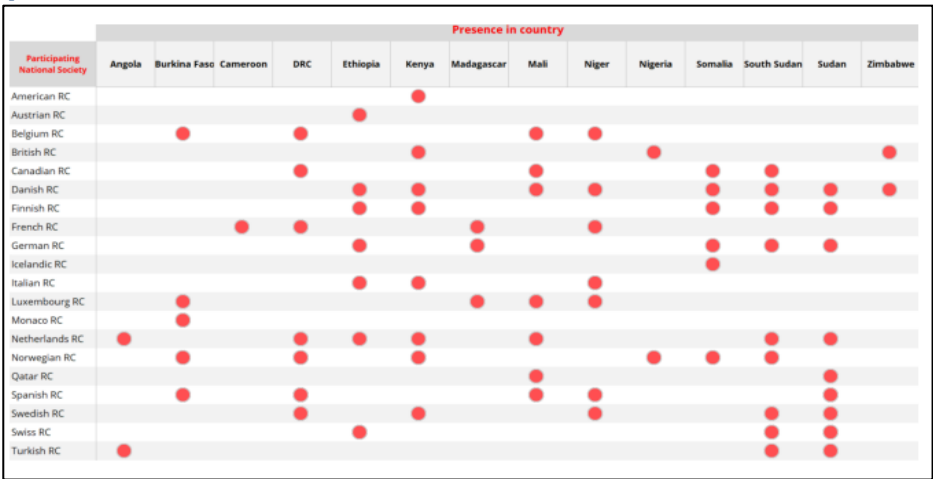 Presence in country
Participating
National Society
Angola Burkina Faso Cameroon DRC Ethiopia Kenya Madagascar Mali Niger Nigeria Somalia South Sudan Sudan Zimbabwe
American RC
Austrian RC
Belgium RC
British RC
Canadian RC
Danish RC
Finnish RC
French RC
German RC
Icelandic RC
Italian RC
Luxembourg RC
Monaco RC
Netherlands RC
Norwegian RC
Qatar RC
Spanish RC
Swedish RC
Swiss RC
Turkish RC